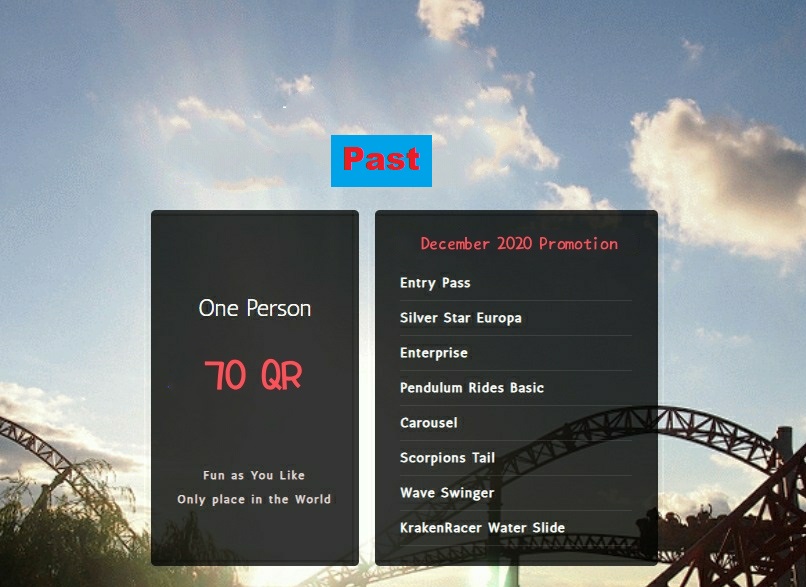 Past
One Person
70 QR
Fun as You Like
Only place in the World
December 2020 Promotion
Entry Pass
Silver Star Europa
Enterprise
Pendulum Rides Basic
Carousel
Scorpions Tail
Wave Swinger
KrakenRacer Water Slide